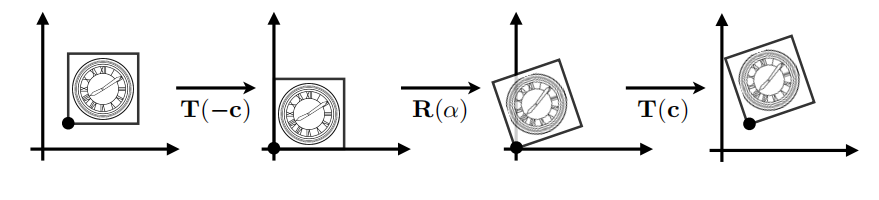 T(−c)
R(α)
T(c)